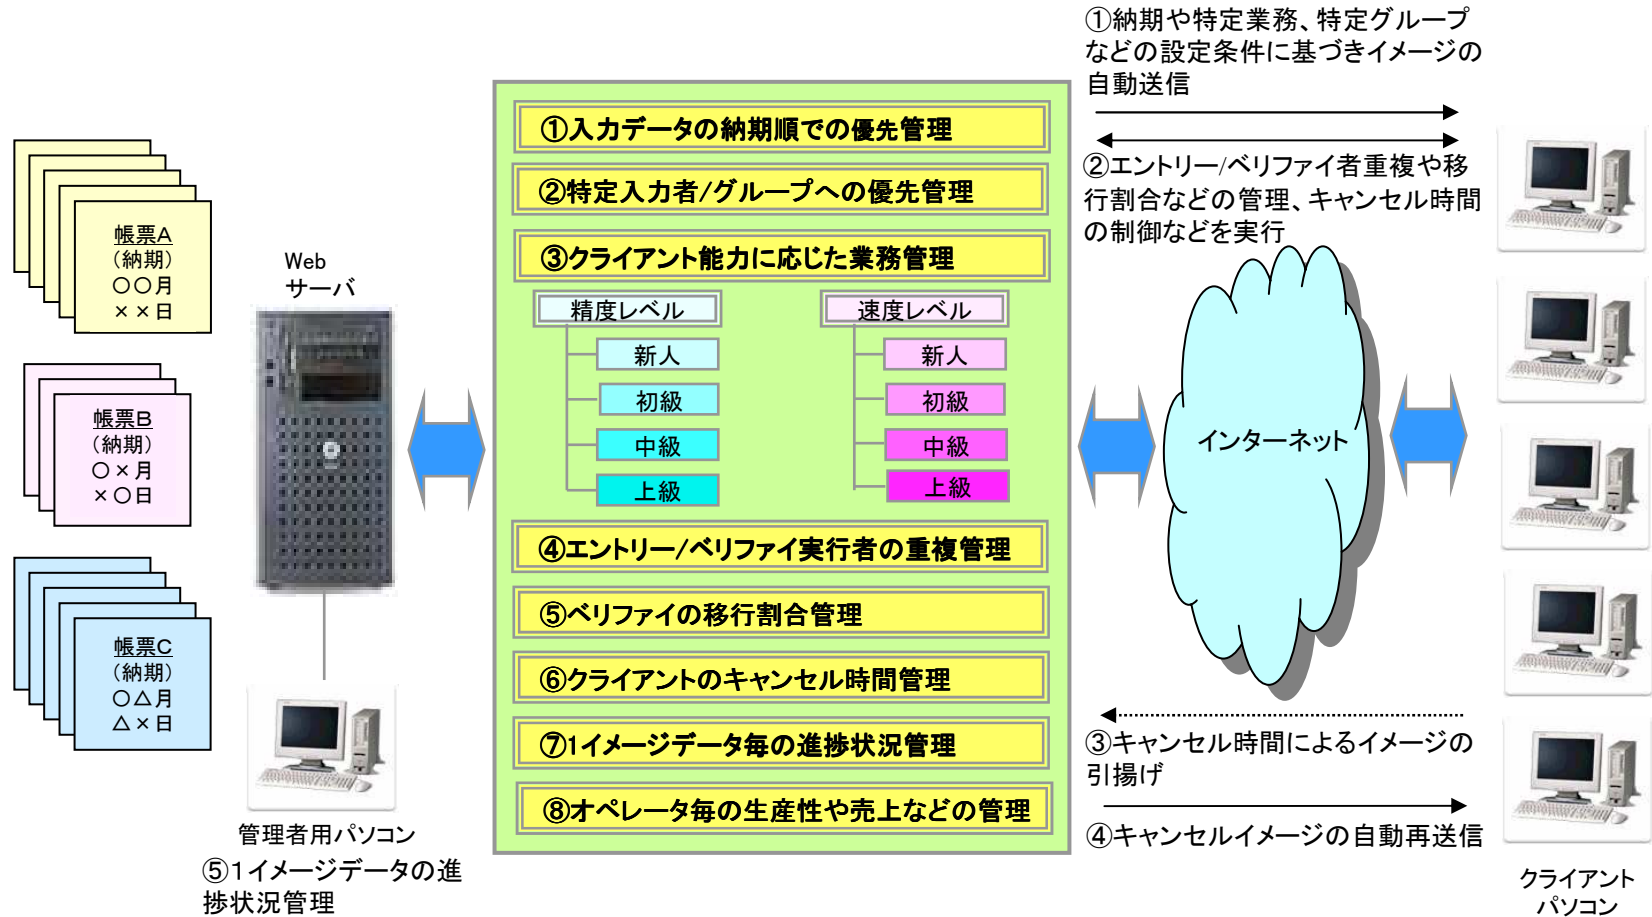 ①納期や特定業務、特定グループ
などの設定条件に基づきイメージの
自動送信
②エントリー/ベリファイ者重複や移
行割合などの管理、キャンセル時間
の制御などを実行
帳票A
(納期)
○○月
××日
帳票B
(納期)
○×月
×○日
帳票C
(納期)
○△月
△×日
Web
サーバ
管理者用パソコン
⑤1イメージデータの進
捗状況管理
①入力データの納期順での優先管理
②特定入力者/グループへの優先管理
③クライアント能力に応じた業務管理
精度レベル
新人
初級
中級
上級
速度レベル
新人
初級
中級
上級
④エントリー/ベリファイ実行者の重複管理
⑤ベリファイの移行割合管理
⑥クライアントのキャンセル時間管理
⑦1イメージデータ毎の進捗状況管理
⑧オペレータ毎の生産性や売上などの管理
インターネット
③キャンセル時間によるイメージの
引揚げ
④キャンセルイメージの自動再送信
クライアント
パソコン